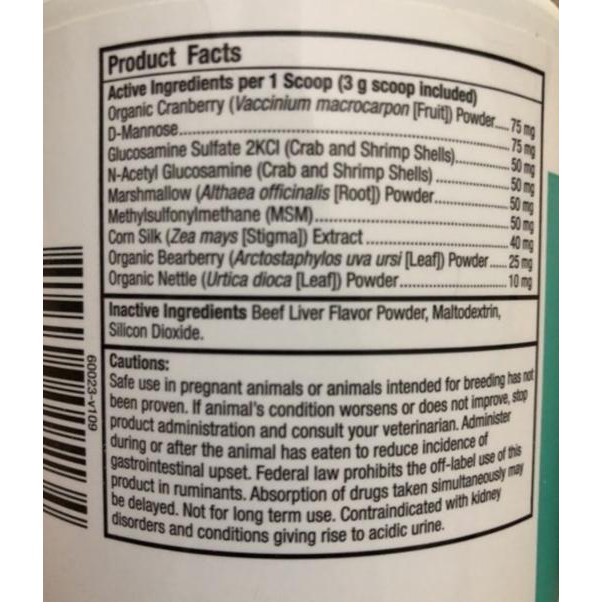 Product Facts
Active Ingredients per 1 Scoop (3 g scoop included)
Organic Cranberry (Vaccinium macrocarpon [Fruit]) Powder.... 75 mg
D-Mannose.................................................. 75 mg
Glucosamine Sulfate 2KCl (Crab and Shrimp Shells)............ 50 mg
N-Acetyl Glucosamine (Crab and Shrimp Shells) ............... 50 mg
Marshmallow (Althaea officinalis [Root]) Powder.............. 50 mg
Methylsulfonylmethane (MSM)................................. 50 mg
Corn Silk (Zea mays [Stigma]) Extract ....................... 40 mg
Organic Bearberry (Arctostaphylos uva ursi [Leaf]) Powder..... 25 mg
Organic Nettle (Urtica dioca [Leaf]) Powder.................. 10 mg
Inactive Ingredients Beef Liver Flavor Powder, Maltodextrin,
Silicon Dioxide.
Cautions:
Safe use in pregnant animals or animals intended for breeding has not
been proven. If animal's condition worsens or does not improve, stop
product administration and consult your veterinarian. Administer
during or after the animal has eaten to reduce incidence of
gastrointestinal upset. Federal law prohibits the off-label use of this
product in ruminants. Absorption of drugs taken simultaneously may
be delayed. Not for long term use. Contraindicated with kidney
disorders and conditions giving rise to acidic urine.
60023-v109